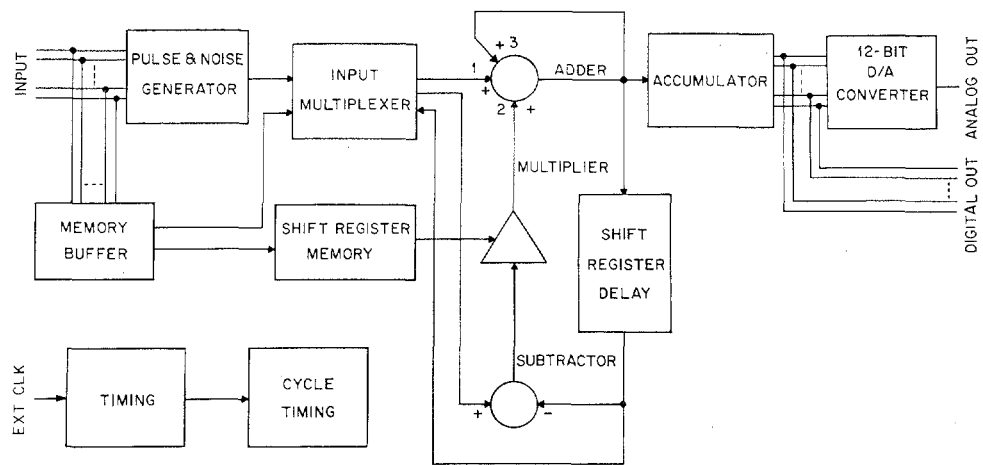 INPUT
PULSE & NOISE
GENERATOR
INPUT
MULTIPLEXER
1
+
+ 3
2
+
ADDER
ACCUMULATOR
12-BIT
D/A
CONVERTER
ANALOG OUT
DIGITAL OUT
MEMORY
BUFFER
SHIFT REGISTER
MEMORY
MULTIPLIER
SHIFT
REGISTER
DELAY
SUBTRACTOR
+
-
EXT CLK
TIMING
CYCLE
TIMING